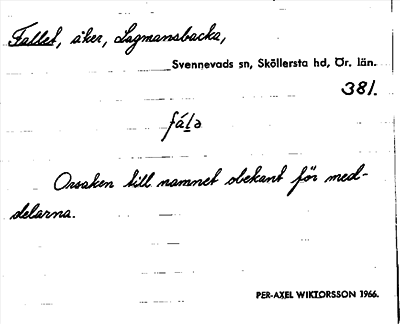 Fallet, åker, Lagmansbacka,
Svennevads sn, Sköllersta hd, Ör. län.
381.
fála
Orsaken till namnet obekant för med-
delarna.
PER-AXEL WIKTORSSON 1966.